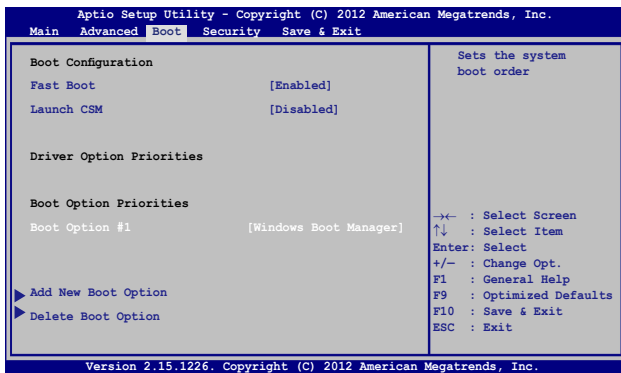 Aptio Setup Utility - Copyright (C) 2012 American Megatrends, Inc.
Main Advanced Boot Security Save & Exit
Boot Configuration
Fast Boot [Enabled]
Launch CSM [Disabled]
Driver Option Priorities
Boot Option Priorities
Boot Option #1 [Windows Boot Manager]
Add New Boot Option
Delete Boot Option
Sets the system
boot order
→← : Select Screen
↑↓ : Select Item
Enter: Select
+/— : Change Opt.
F1 : General Help
F9 : Optimized Defaults
F10 : Save & Exit
ESC : Exit
Version 2.15.1226. Copyright (C) 2012 American Megatrends, Inc.